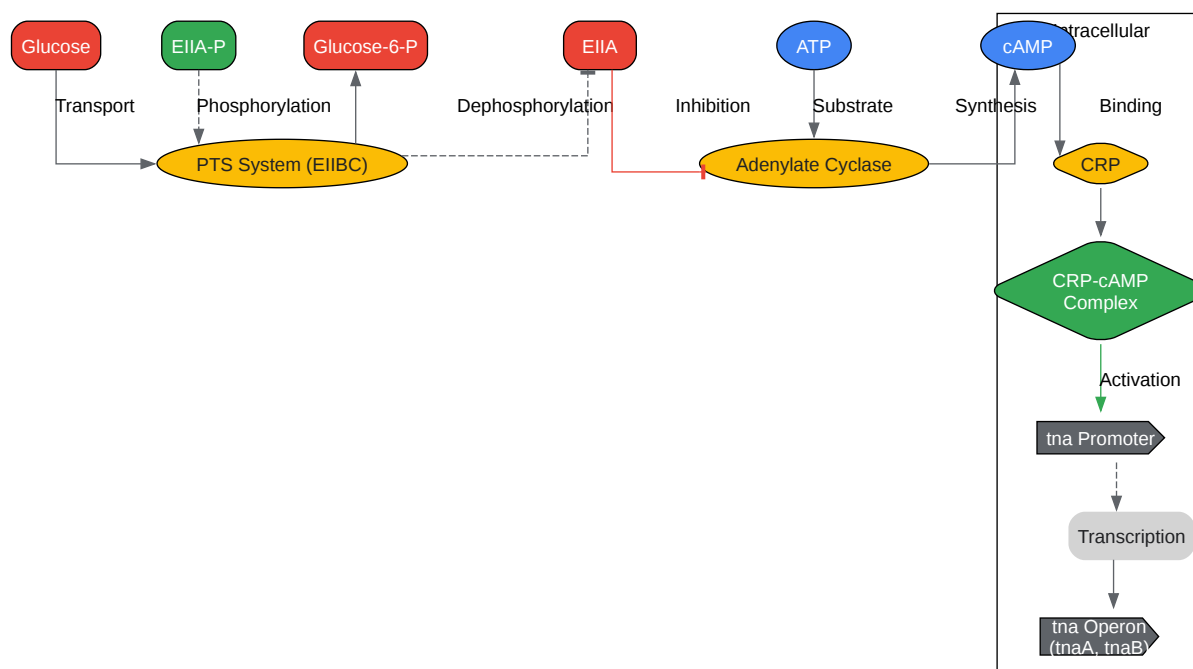 Intracellular
Glucose
EIIA-P
Glucose-6-P
EIIA
ATP
cAMP
Transport
Phosphorylation
Dephosphorylation
Inhibition
Substrate
Synthesis
Binding
PTS System (EIIBC)
Adenylate Cyclase
CRP
CRP-cAMP
Complex
Activation
tna Promoter
Transcription
tna Operon
(tnaA, tnaB)